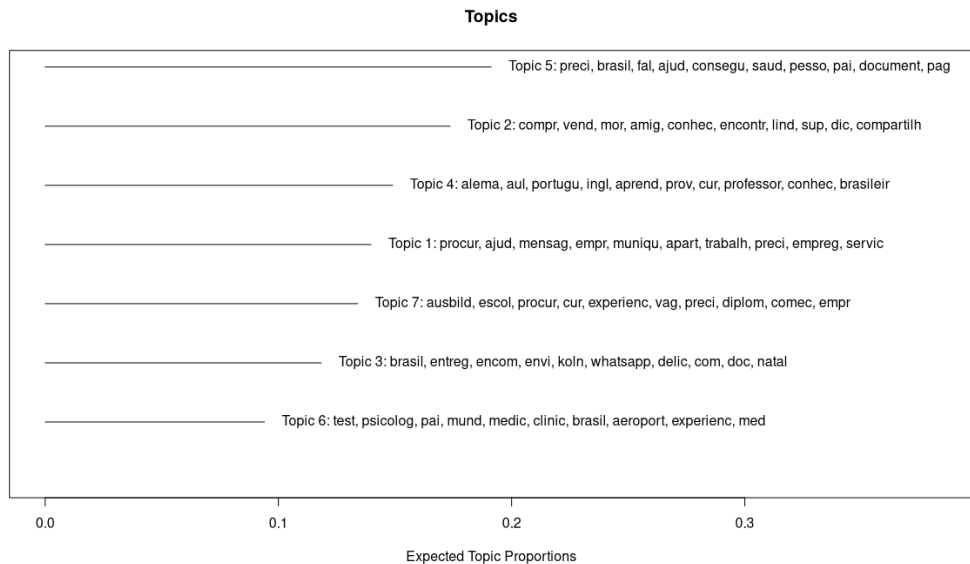 Topics
Topic 5: preci, brasil, fal, ajud, consegu, saud, pesso, pai, document, pag
Topic 2: compr, vend, mor, amig, conhec, encontr, lind, sup, dic, compartilh
Topic 4: alema, aul, portugu, ingl, aprend, prov, cur, professor, conhec, brasileir
Topic 1: procur, ajud, mensag, empr, muniqu, apart, trabalh, preci, empreg, servic
Topic 7: ausbild, escol, procur, cur, experienc, vag, preci, diplom, comec, empr
Topic 3: brasil, entreg, encom, envi, koln, whatsapp, delic, com, doc, natal
Topic 6: test, psicolog, pai, mund, medic, clinic, brasil, aeroport, experienc, med
0.0 0.1 0.2 0.3
Expected Topic Proportions